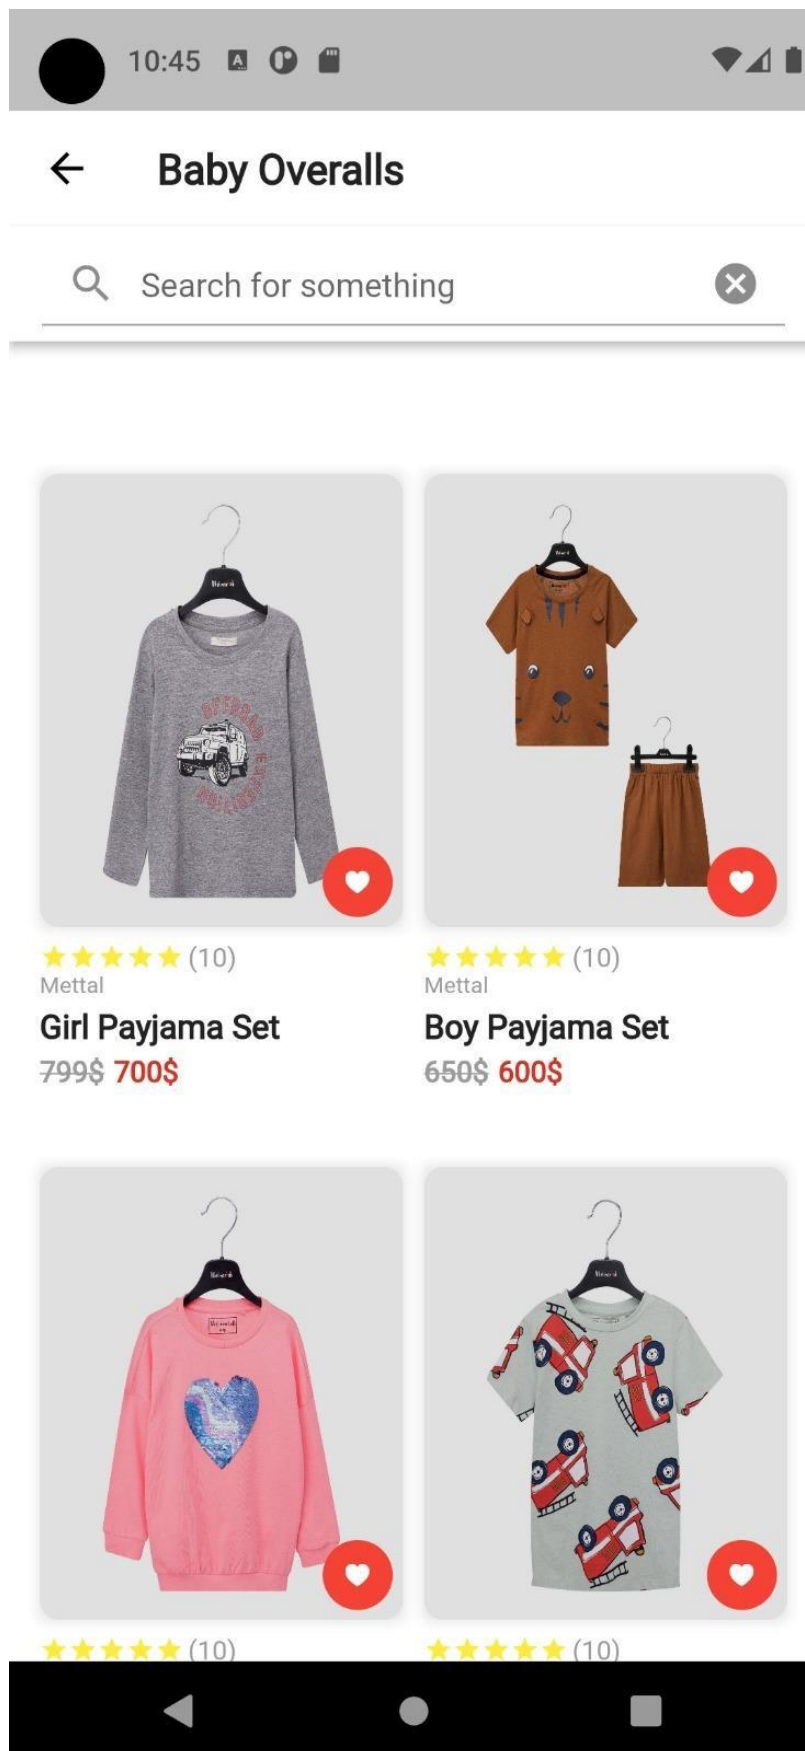 10:45
Baby Overalls
Search for something
OFFROAD
(10)
Mettal
Girl Payjama Set
799$ 700$
(10)
Mettal
Boy Payjama Set
650$ 600$
(10)
(10)